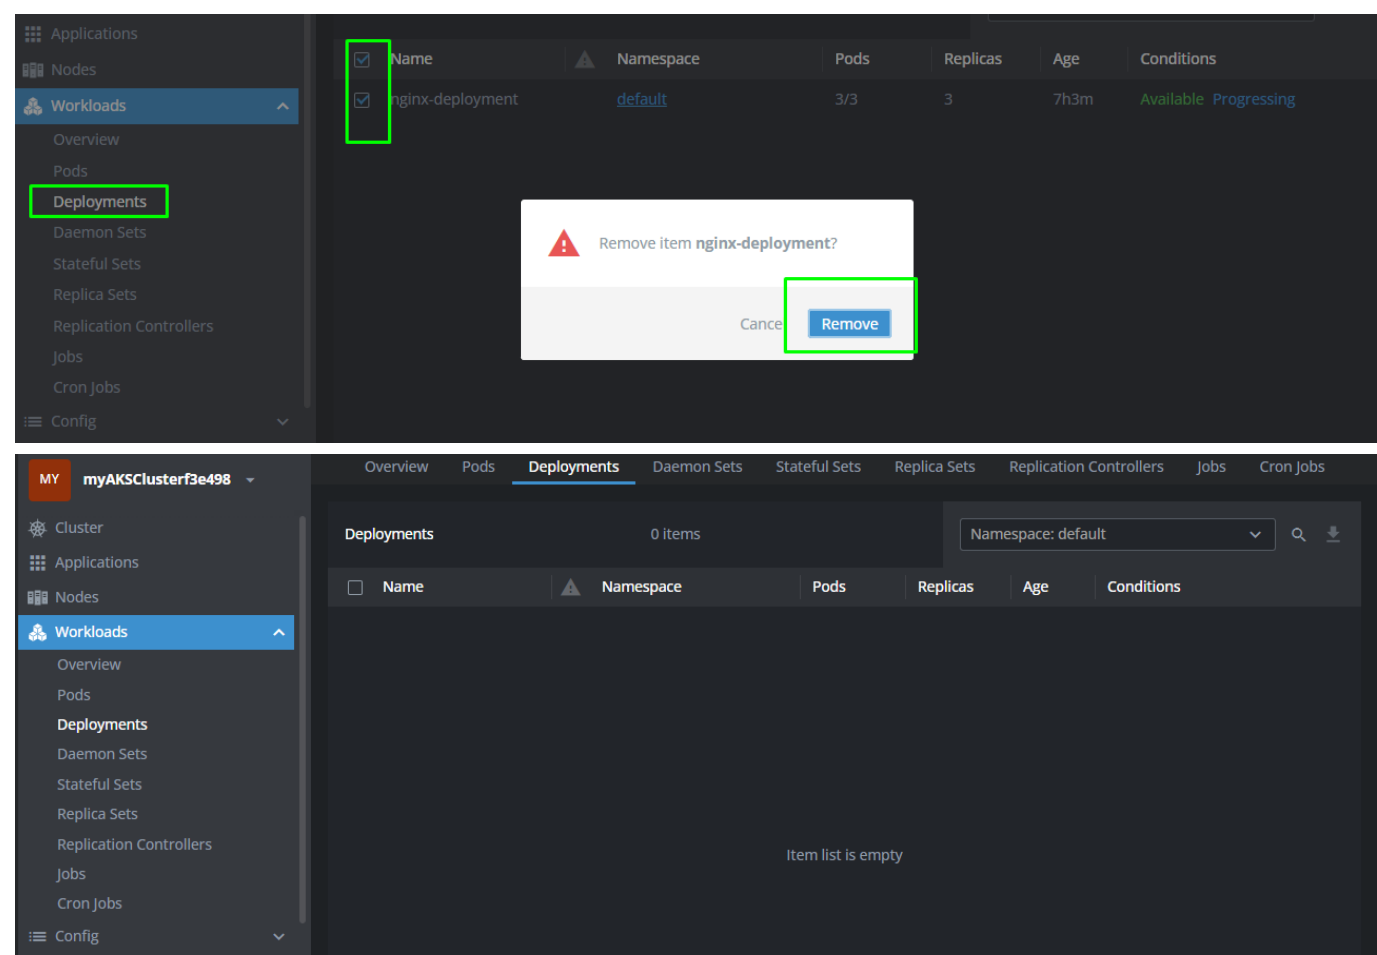 Applications
Nodes
Workloads
Overview
Pods
Deployments
Daemon Sets
Stateful Sets
Replica Sets
Replication Controllers
Jobs
Cron Jobs
Config
Name Namespace Pods Replicas Age Conditions
nginx-deployment default 3/3 3 7h3m Available Progressing
Remove item nginx-deployment?
Cance Remove
MY myAKSClusterf3e498
Cluster
Applications
Nodes
Workloads
Overview
Pods
Deployments
Daemon Sets
Stateful Sets
Replica Sets
Replication Controllers
Jobs
Cron Jobs
Config
Overview Pods Deployments Daemon Sets Stateful Sets Replica Sets Replication Controllers Jobs Cron Jobs
Deployments 0 items Namespace: default
Name Namespace Pods Replicas Age Conditions
Item list is empty